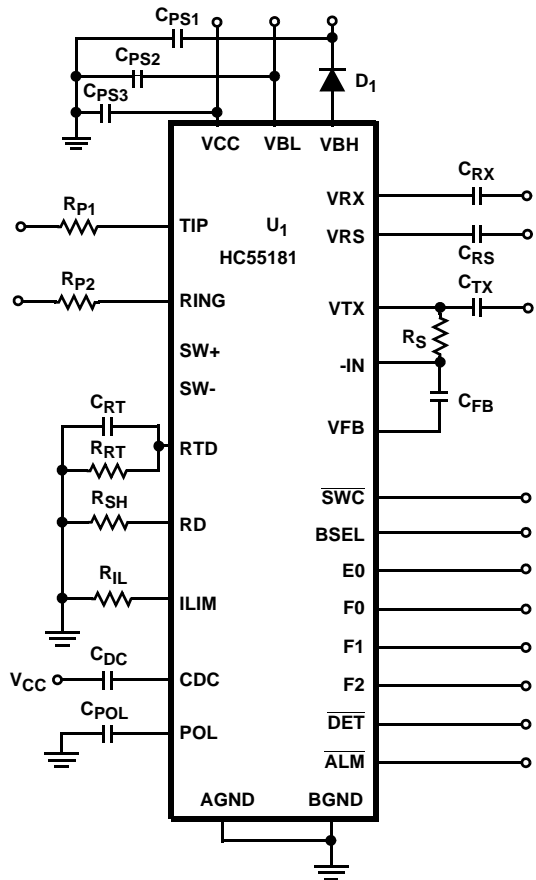 CPS1
CPS2
CPS3
D1
VCC VBL VBH
CRX
VRX
RP1
TIP
U1
HC55181
VRS
CRS
RP2
RING
CTX
VTX
RS
SW+
-IN
SW-
CFB
CRT
VFB
RTD
RRT
RSH
SWC
RD
BSEL
E0
RIL
ILIM
F0
F1
CDC
VCC
CDC
F2
CPOL
POL
DET
ALM
AGND BGND